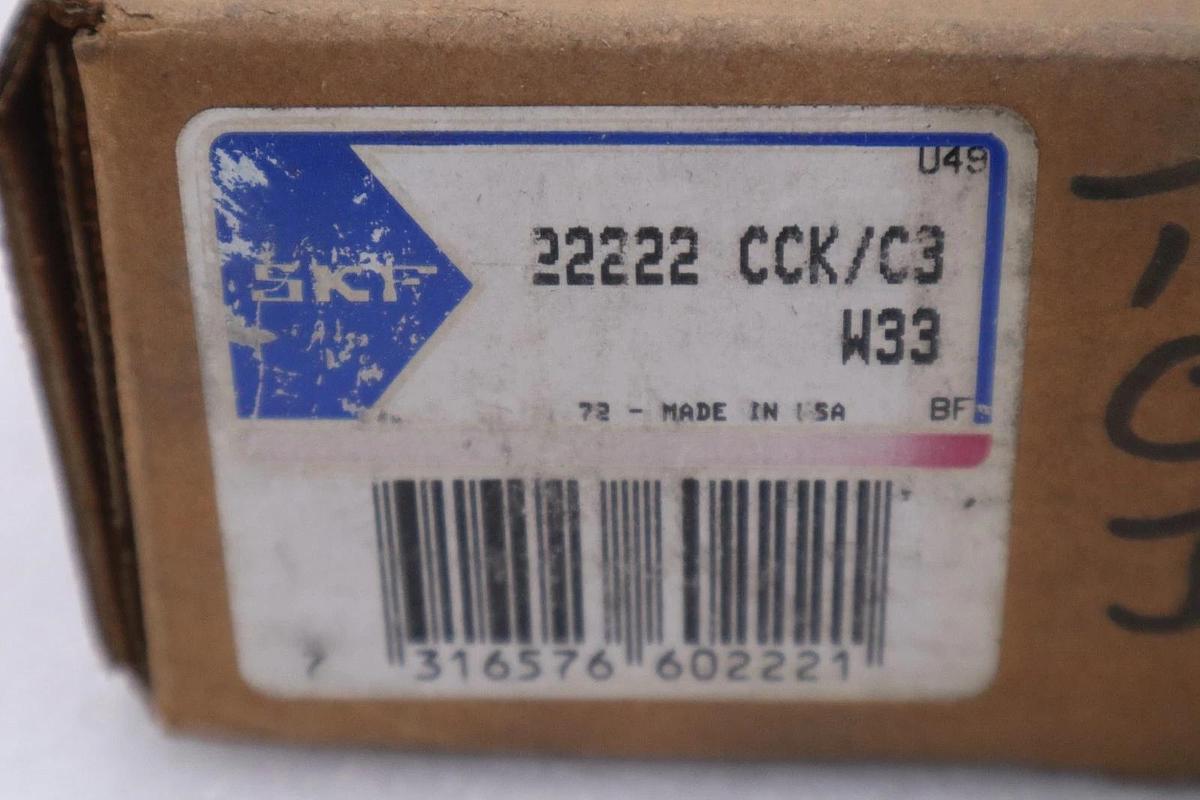 U49
SKF
22222 CCK/C3
W33
72 - MADE IN USA BF
7 316576 602221